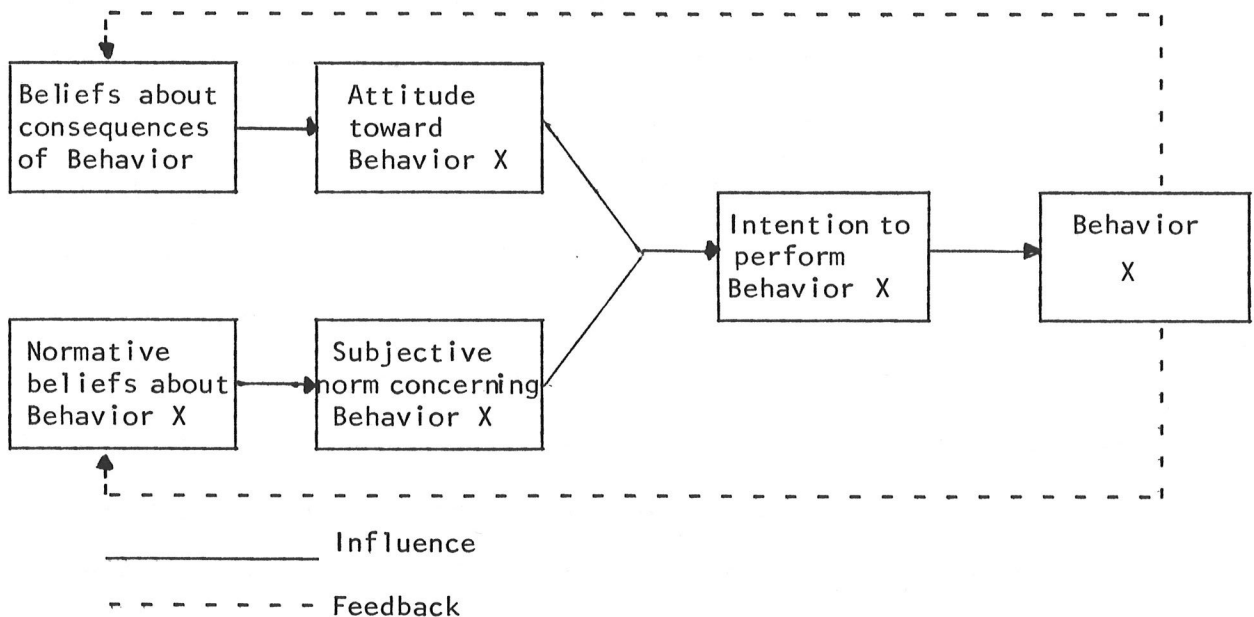 Beliefs about
consequences
of Behavior
Attitude
toward
Behavior X
Intention to
perform
Behavior X
Behavior
X
Normative
beliefs about
Behavior X
Subjective
norm concerning
Behavior X
Influence
Feedback